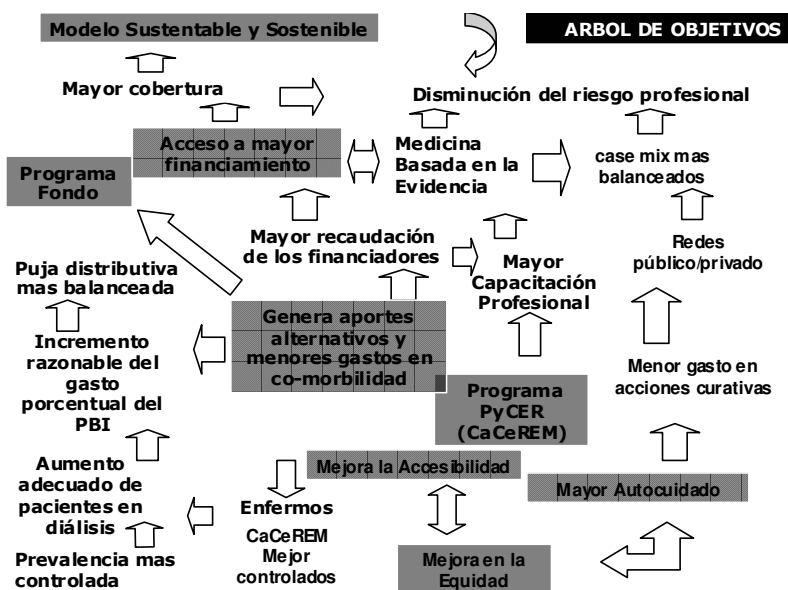 Modelo Sustentable y Sostenible
ARBOL DE OBJETIVOS
Mayor cobertura
Disminución del riesgo profesional
Acceso a mayor
financiamiento
Medicina
Basada en la
Evidencia
case mix mas
balanceados
Programa
Fondo
Mayor recaudación
de los financiadores
Redes
público/privado
Puja distributiva
mas balanceada
Mayor
Capacitación
Profesional
Genera aportes
alternativos y
menores gastos en
co-morbilidad
Incremento
razonable del
gasto
porcentual del
PBI
Menor gasto en
acciones curativas
Programa
PyCER
(CaCeREM)
Aumento
adecuado de
pacientes en
diálisis
Mejora la Accesibilidad
Mayor Autocuidado
Enfermos
CaCeREM
Mejor
controlados
Prevalencia mas
controlada
Mejora en la
Equidad